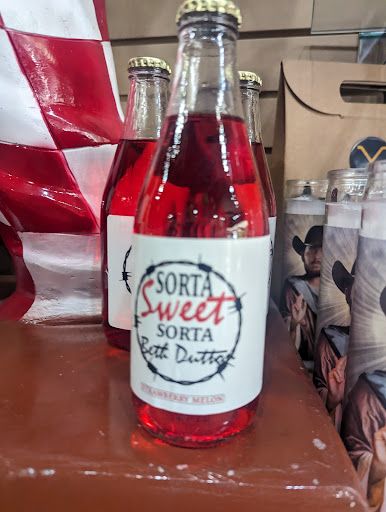 SORTA
Sweet
SORTA
Beth Dutton
STRAWBERRY MELON